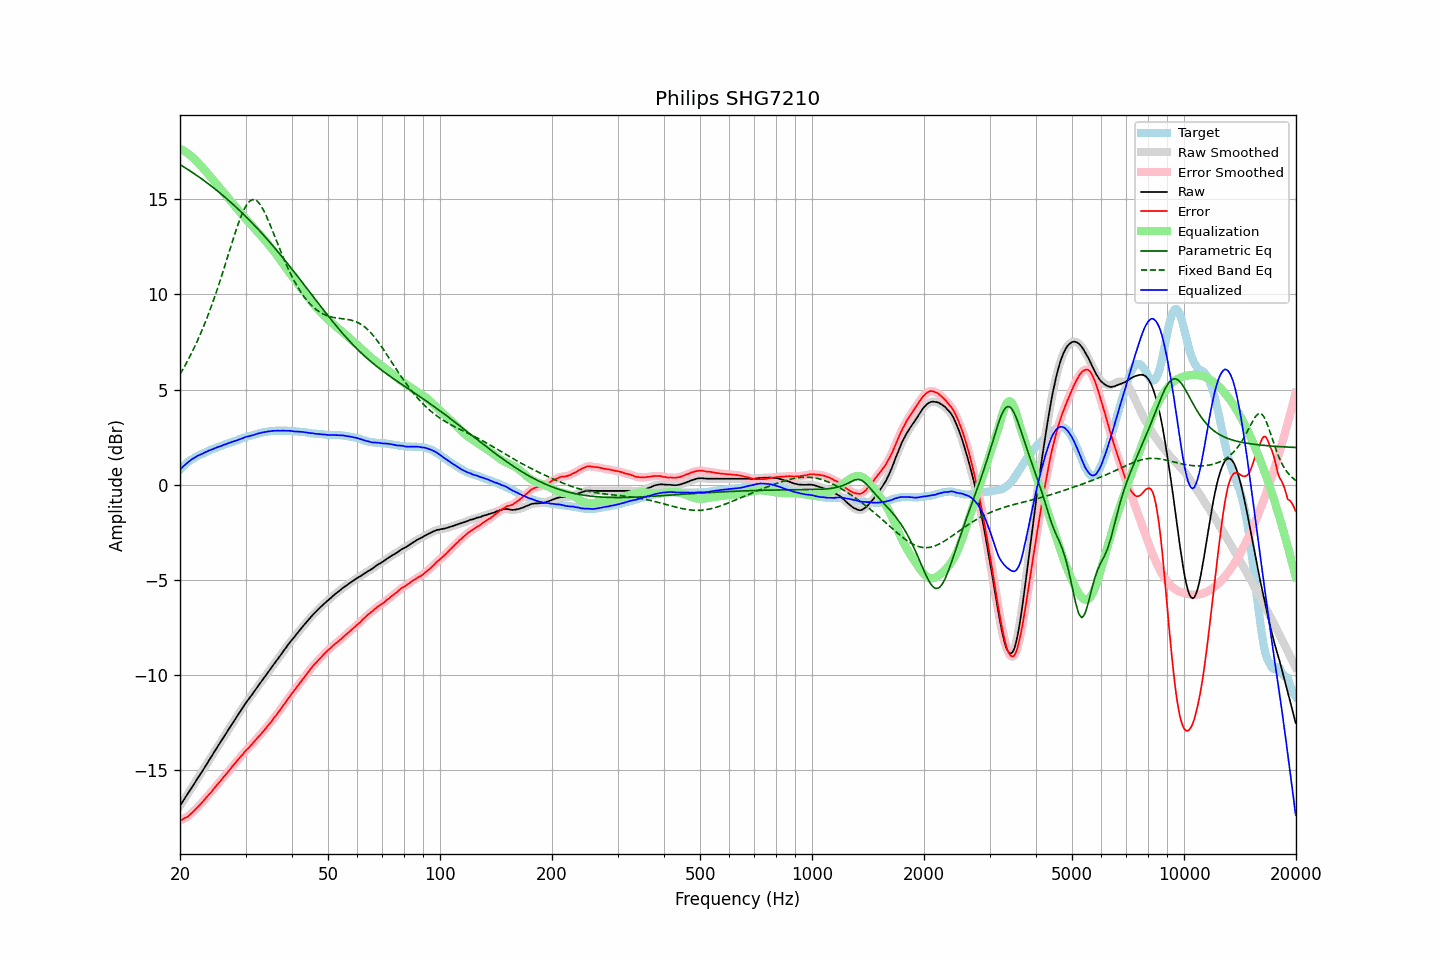 Philips SHG7210
Target
Raw Smoothed
Error Smoothed
Raw
Error
Equalization
Parametric Eq
Fixed Band Eq
Equalized
Amplitude (dBr)
15
10
5
0
−5
−10
−15
20
50
100
200
500
1000
2000
5000
10000
20000
Frequency (Hz)